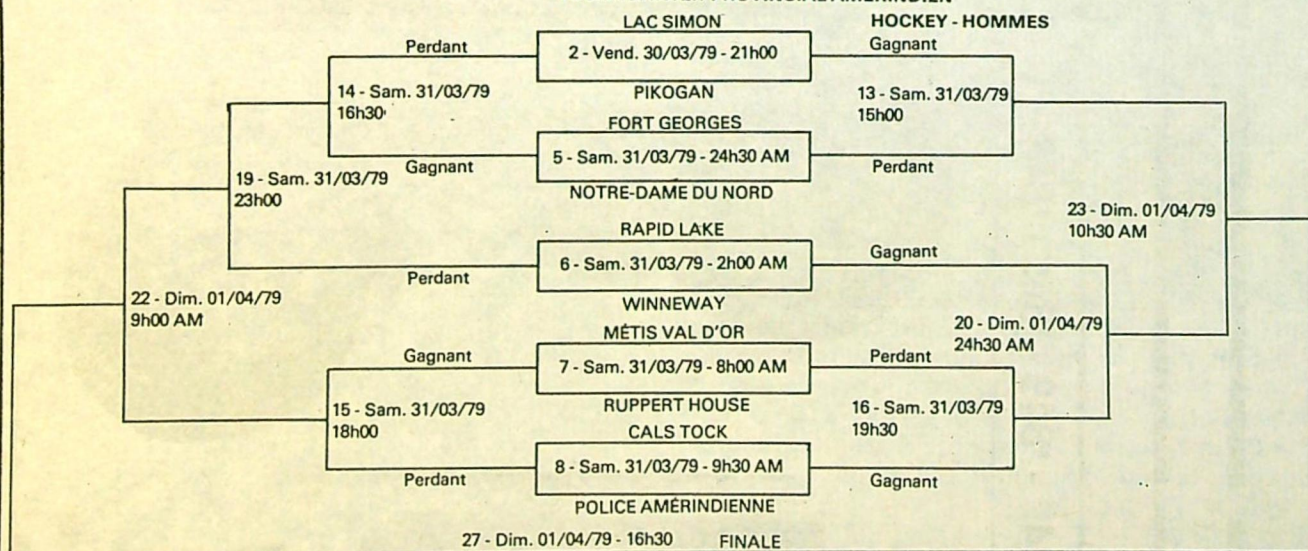 LAC SIMON HOCKEY - HOMMES
Perdant 2 - Vend. 30/03/79 - 21h00 Gagnant
14 - Sam. 31/03/79 PIKOGAN 13 - Sam. 31/03/79
16h30 15h00
FORT GEORGES
Gagnant 5 - Sam. 31/03/79 - 24h30 AM Perdant
19 - Sam. 31/03/79 NOTRE-DAME DU NORD
23h00
23 - Dim. 01/04/79
10h30 AM
RAPID LAKE
Perdant 6 - Sam. 31/03/79 - 2h00 AM Gagnant
22 - Dim. 01/04/79 WINNEWAY
9h00 AM
20 - Dim. 01/04/79
24h30 AM
MÉTIS VAL D'OR
Gagnant 7 - Sam. 31/03/79 - 8h00 AM Perdant
15 - Sam. 31/03/79 RUPPERT HOUSE 16 - Sam. 31/03/79
18h00 19h30
CALS TOCK
Perdant 8 - Sam. 31/03/79 - 9h30 AM Gagnant
POLICE AMÉRINDIENNE
27 - Dim. 01/04/79 - 16h30 FINALE